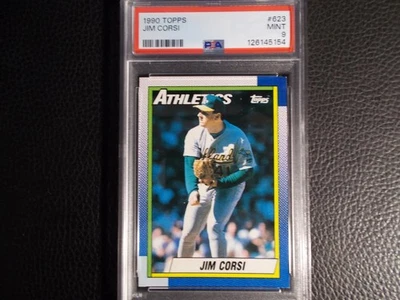 1990 TOPPS #623
JIM CORSI MINT
PSA 9
126145154
ATHLETICS
Topps
JIM CORSI